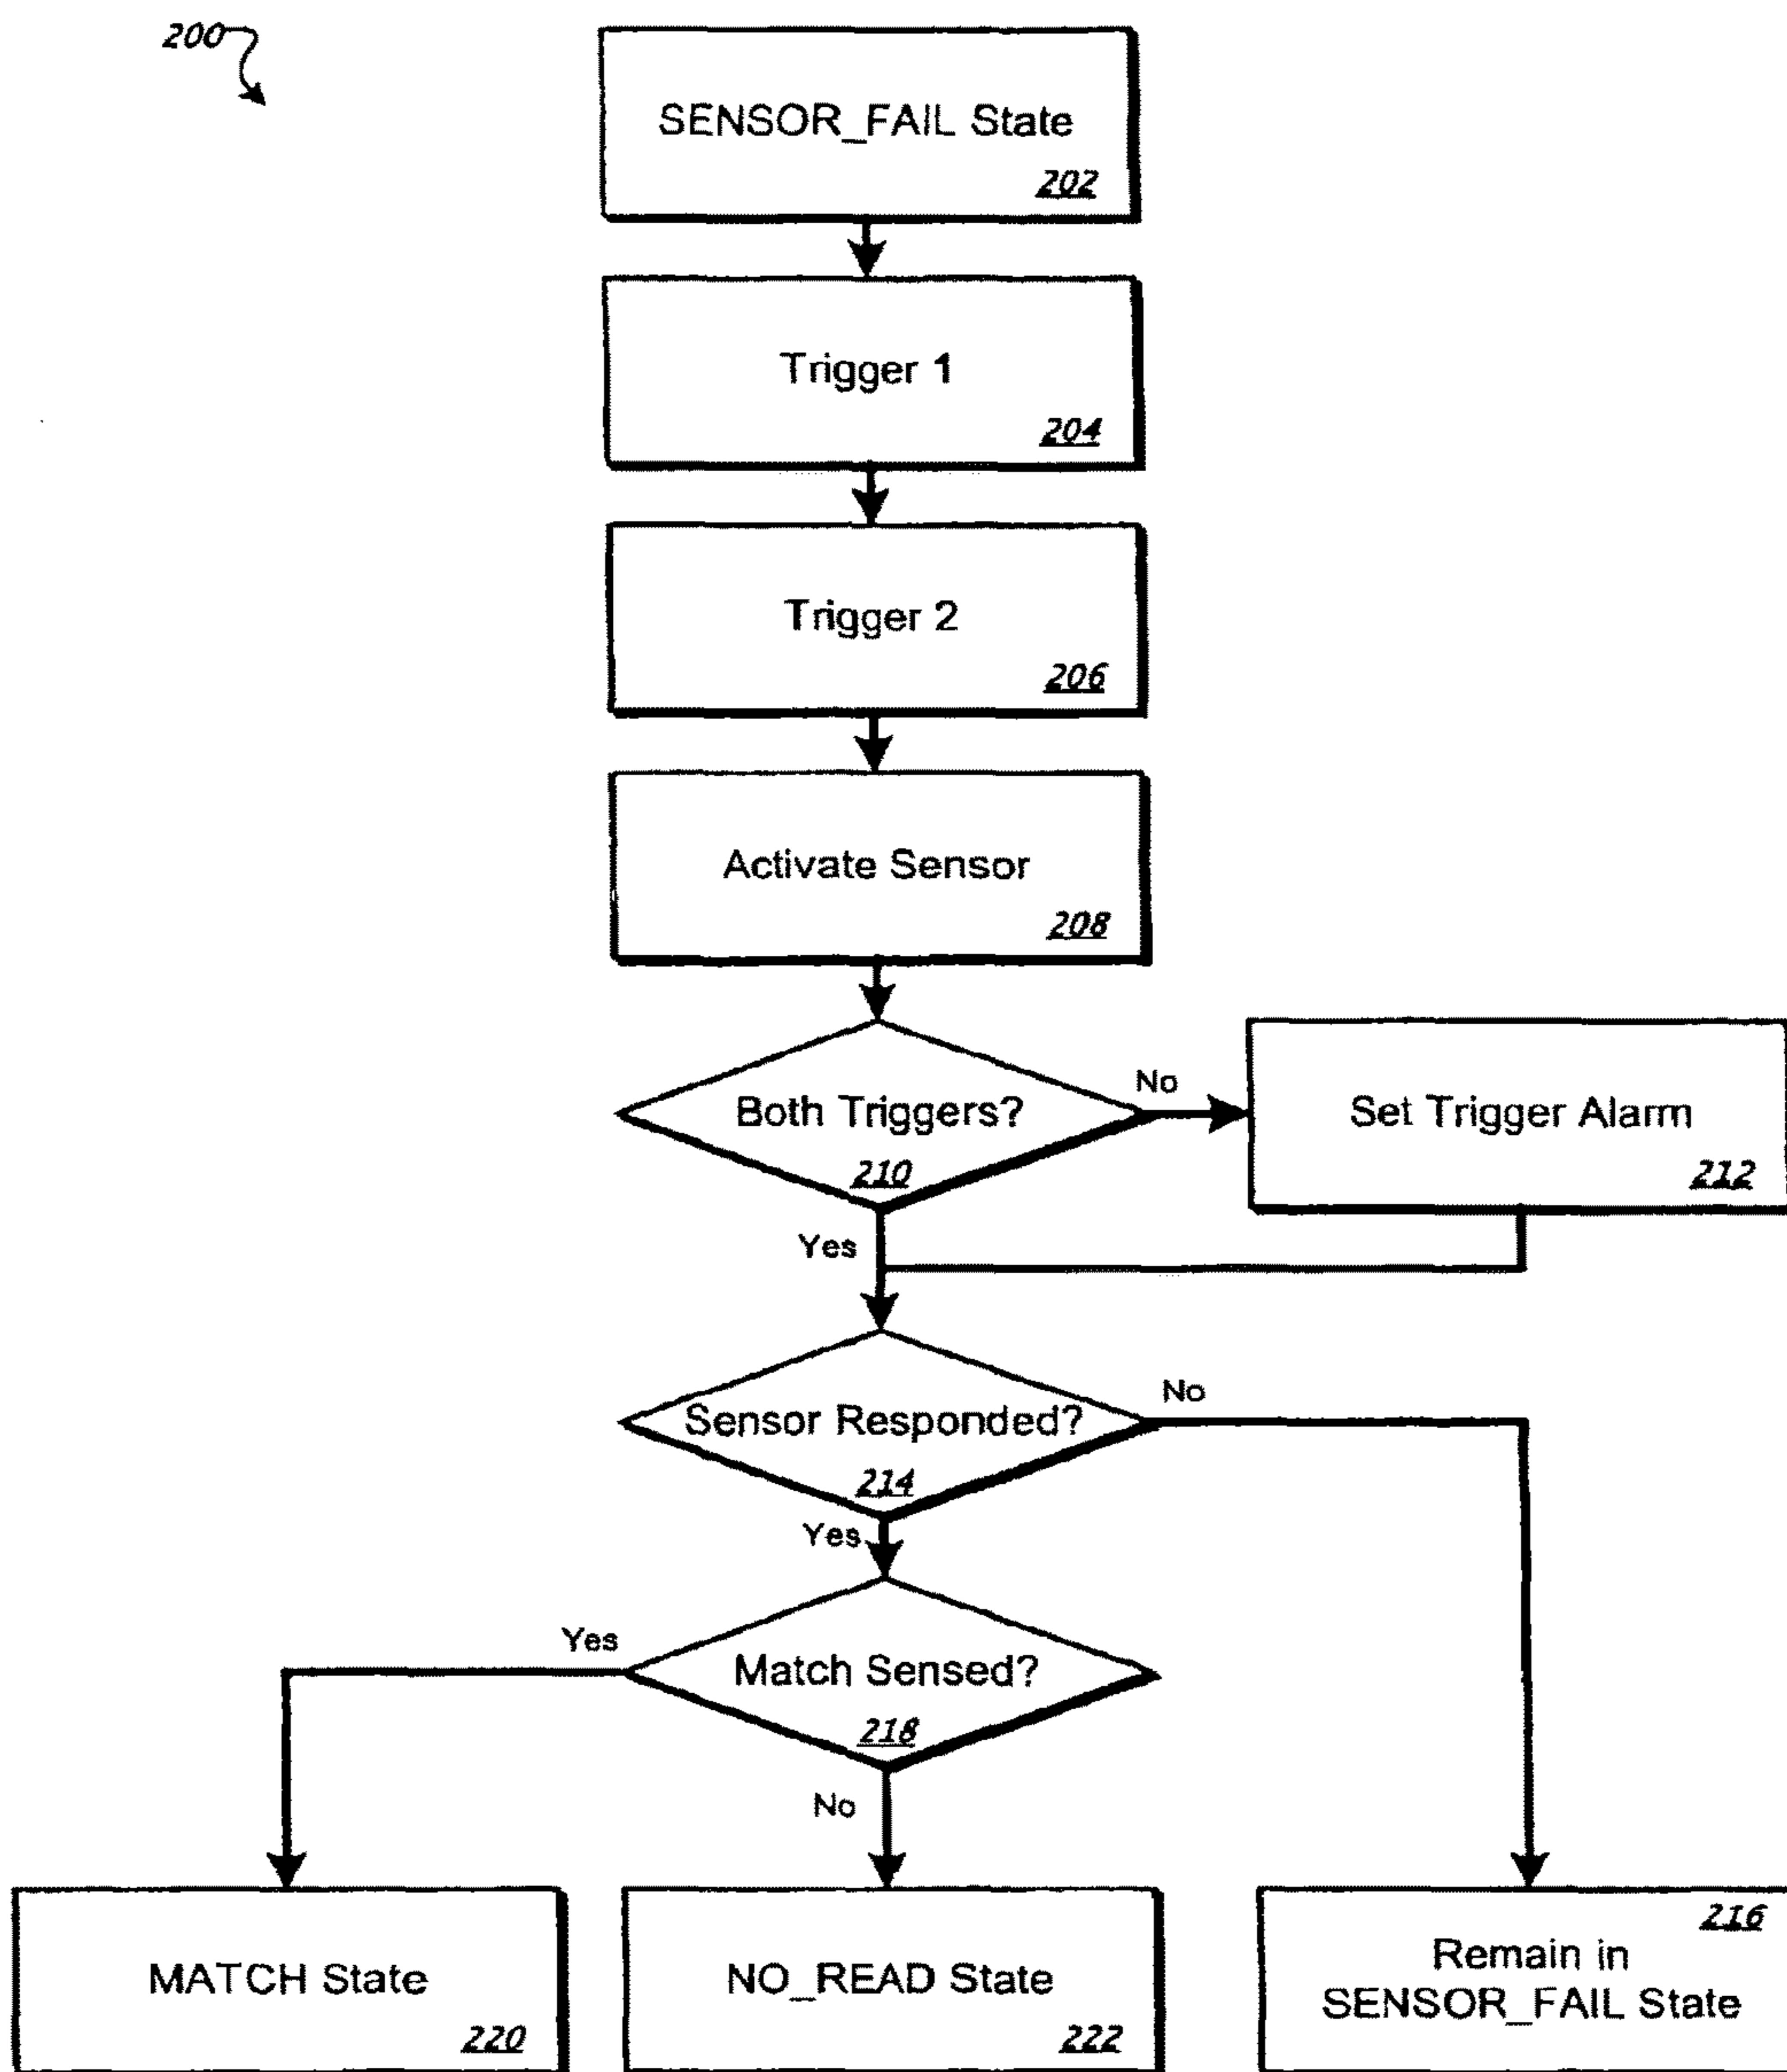 200
SENSOR_FAIL State
202
Trigger 1
204
Trigger 2
206
Activate Sensor
208
Both Triggers?
210
No
Set Trigger Alarm
212
Yes
Sensor Responded?
214
No
Yes
Match Sensed?
218
Yes
No
MATCH State
220
NO_READ State
222
216
Remain in
SENSOR_FAIL State